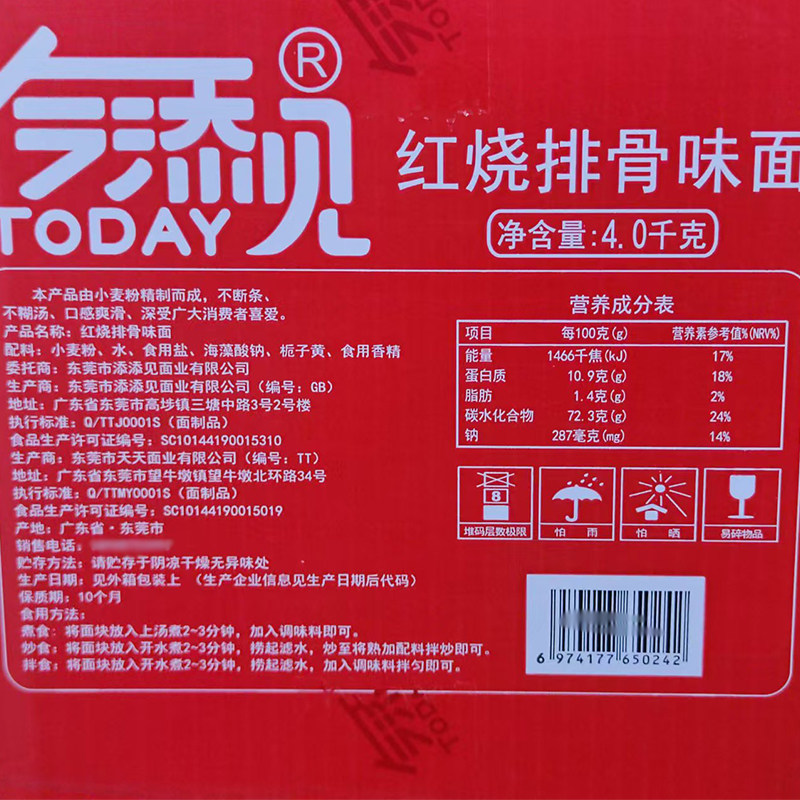 今添见
®
TODAY
红烧排骨味面
净含量:4.0千克
本产品由小麦粉精制而成，不断条、
不糊汤、口感爽滑、深受广大消费者喜爱。
产品名称: 红烧排骨味面
配料: 小麦粉、水、食用盐、海藻酸钠、栀子黄、食用香精
委托商: 东莞市添添见面业有限公司
生产商: 东莞市添添见面业有限公司（编号: GB）
地址: 广东省东莞市高埗镇三塘中路3号2号楼
执行标准: Q/TTJ0001S（面制品）
食品生产许可证编号: SC10144190015310
生产商: 东莞市天天面业有限公司（编号: TT）
地址: 广东省东莞市望牛墩镇望牛墩北环路34号
执行标准: Q/TTMY0001S（面制品）
食品生产许可证编号: SC10144190015019
产地: 广东省·东莞市
销售电话:
贮存方法: 请贮存于阴凉干燥无异味处
生产日期: 见外箱包装上 （生产企业信息见生产日期后代码）
保质期: 10个月
食用方法:
煮食: 将面块放入上汤煮2~3分钟，加入调味料即可。
炒食: 将面块放入开水煮2~3分钟，捞起滤水，炒至将熟加配料拌炒即可。
拌食: 将面块放入开水煮2~3分钟，捞起滤水，加入调味料拌匀即可。
营养成分表
项目 每100克(g) 营养素参考值%(NRV%)
能量 1466千焦(kJ) 17%
蛋白质 10.9克(g) 18%
脂肪 1.4克(g) 2%
碳水化合物 72.3克(g) 24%
钠 287毫克(mg) 14%
8
堆码层数极限 怕 雨 怕 晒 易碎物品
6 974177 650242
TODAY
TODAY